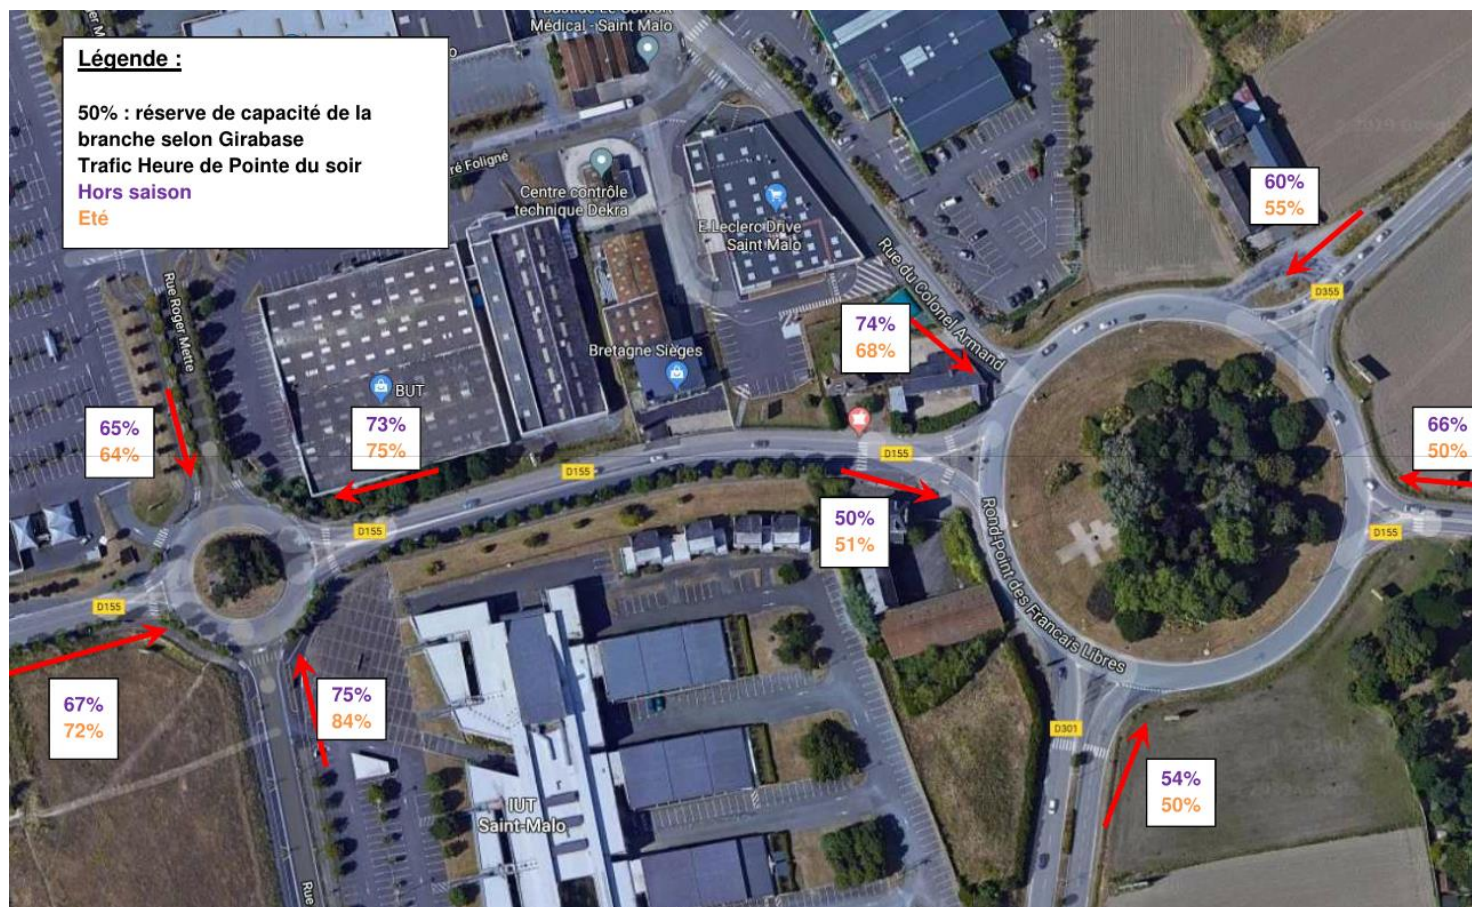 Médical - Saint Malo
Légende :
50% : réserve de capacité de la
branche selon Girabase
Trafic Heure de Pointe du soir
Hors saison
Eté
ré Foligné
Centre contrôle
technique Dekra
E.Leclerc Drive
Saint Malo
60%
55%
Rue du Colonel Armand
D355
Rue Roger Mette
74%
68%
Bretagne Sièges
BUT
65%
64%
73%
75%
66%
50%
D155
D155
D155
D155
50%
51%
Rond-Point des Francais Libres
D155
67%
72%
75%
84%
D301
54%
50%
IUT
Saint-Malo
Rue